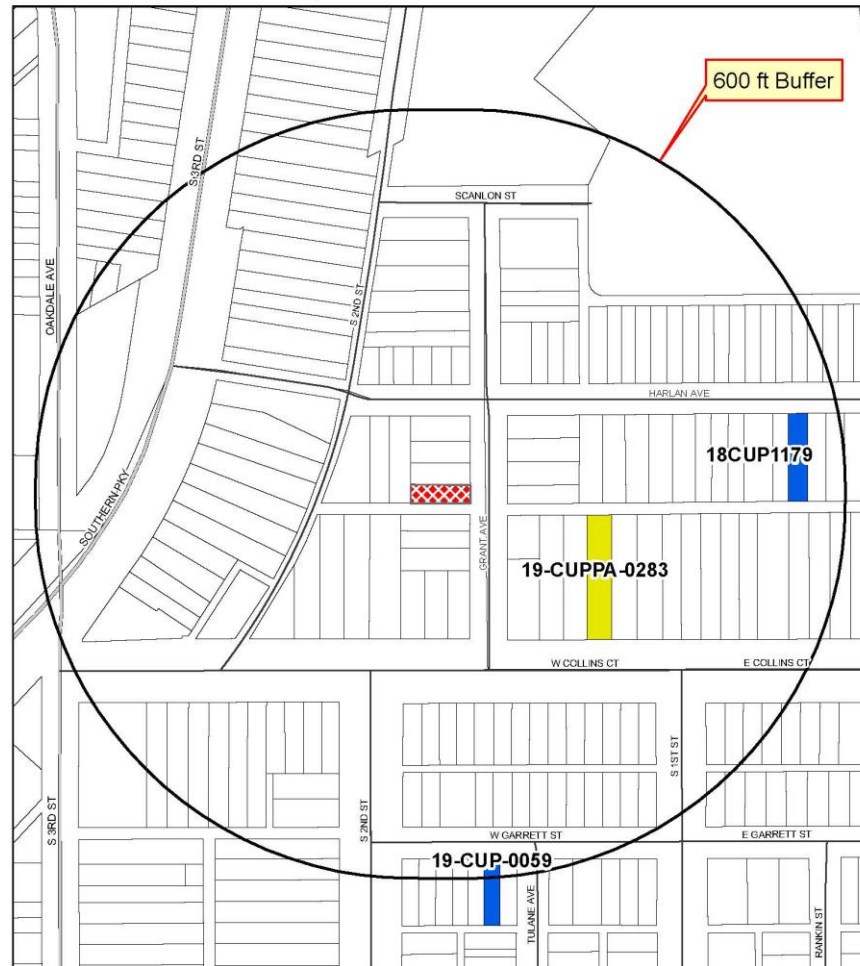 600 ft Buffer
S 3RD ST
SCANLON ST
OAKDALE AVE
S 2ND ST
HARLAN AVE
18CUP1179
SOUTHERN PKY
GRANT AVE
19-CUPPA-0283
W COLLINS CT
E COLLINS CT
S 1ST ST
S 3RD ST
S 2ND ST
W GARRETT ST
E GARRETT ST
19-CUP-0059
TULANE AVE
RANKIN ST